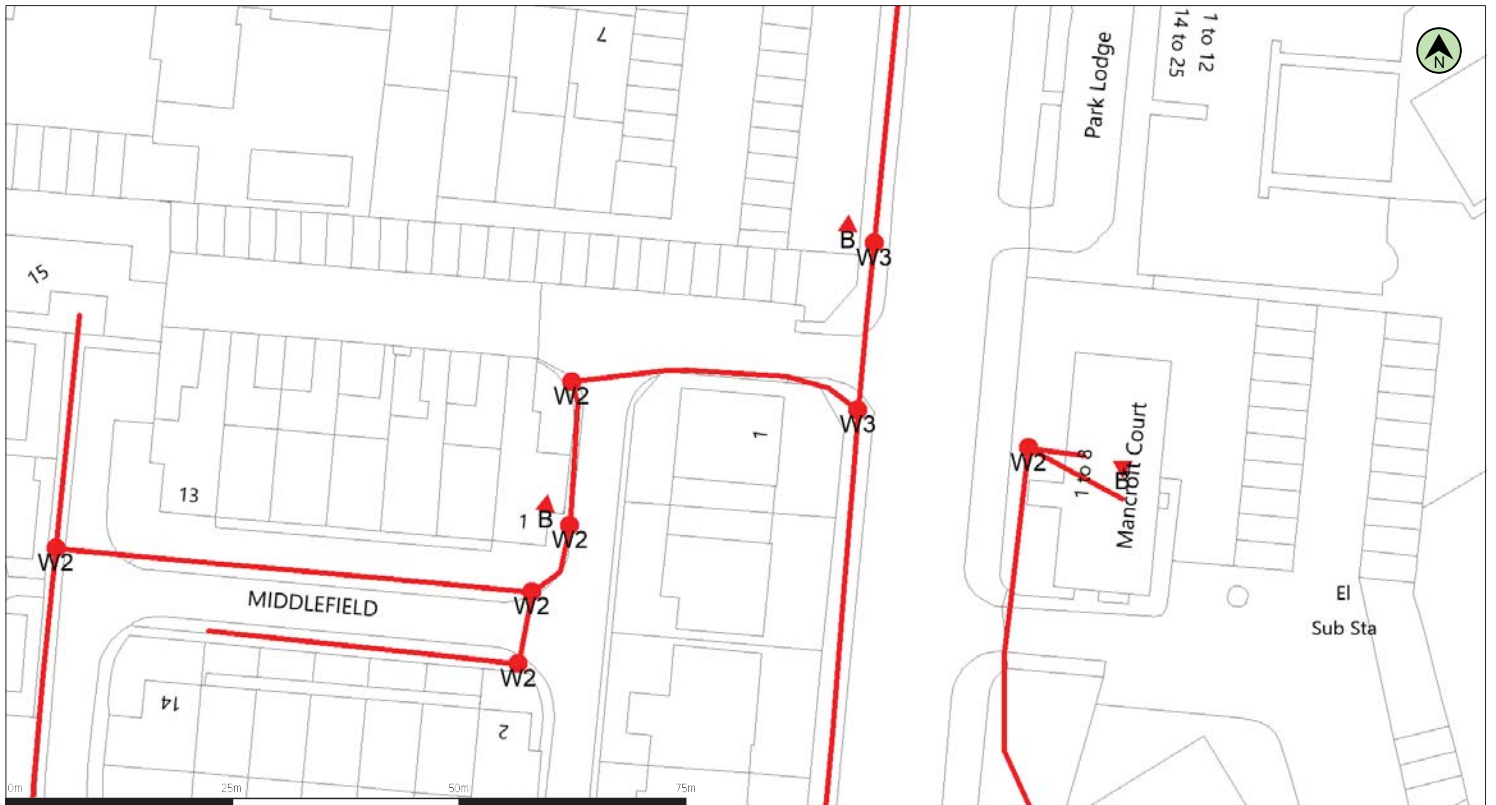 7
1 to 12
14 to 25
N
Park Lodge
B
W3
15
W2
W3
1
1 to 8
Mancroft Court
B
W2
13
1
B
W2
W2
W2
MIDDLEFIELD
El
Sub Sta
W2
14
2
0m
25m
50m
75m